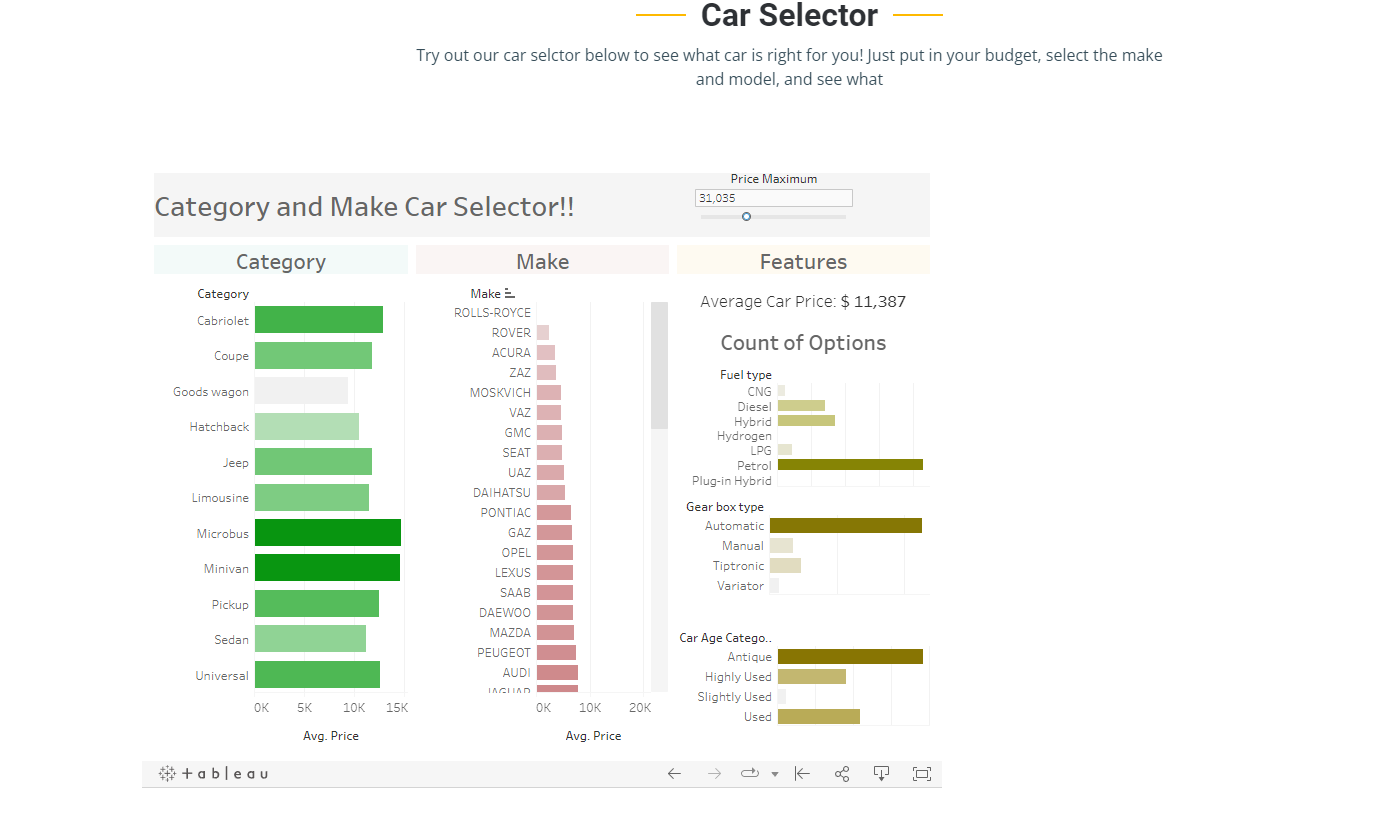 Car Selector
Try out our car selctor below to see what car is right for you! Just put in your budget, select the make
and model, and see what
Price Maximum
31,035
Category and Make Car Selector!!
Category
Make
Features
Category
Cabriolet
Coupe
Goods wagon
Hatchback
Jeep
Limousine
Microbus
Minivan
Pickup
Sedan
Universal
0K 5K 10K 15K
Avg. Price
Make
ROLLS-ROYCE
ROVER
ACURA
ZAZ
MOSKVICH
VAZ
GMC
SEAT
UAZ
DAIHATSU
PONTIAC
GAZ
OPEL
LEXUS
SAAB
DAEWOO
MAZDA
PEUGEOT
AUDI
JAGUAR
0K 10K 20K
Avg. Price
Average Car Price: $ 11,387
Count of Options
Fuel type
CNG
Diesel
Hybrid
Hydrogen
LPG
Petrol
Plug-in Hybrid
Gear box type
Automatic
Manual
Tiptronic
Variator
Car Age Catego..
Antique
Highly Used
Slightly Used
Used
+ableau